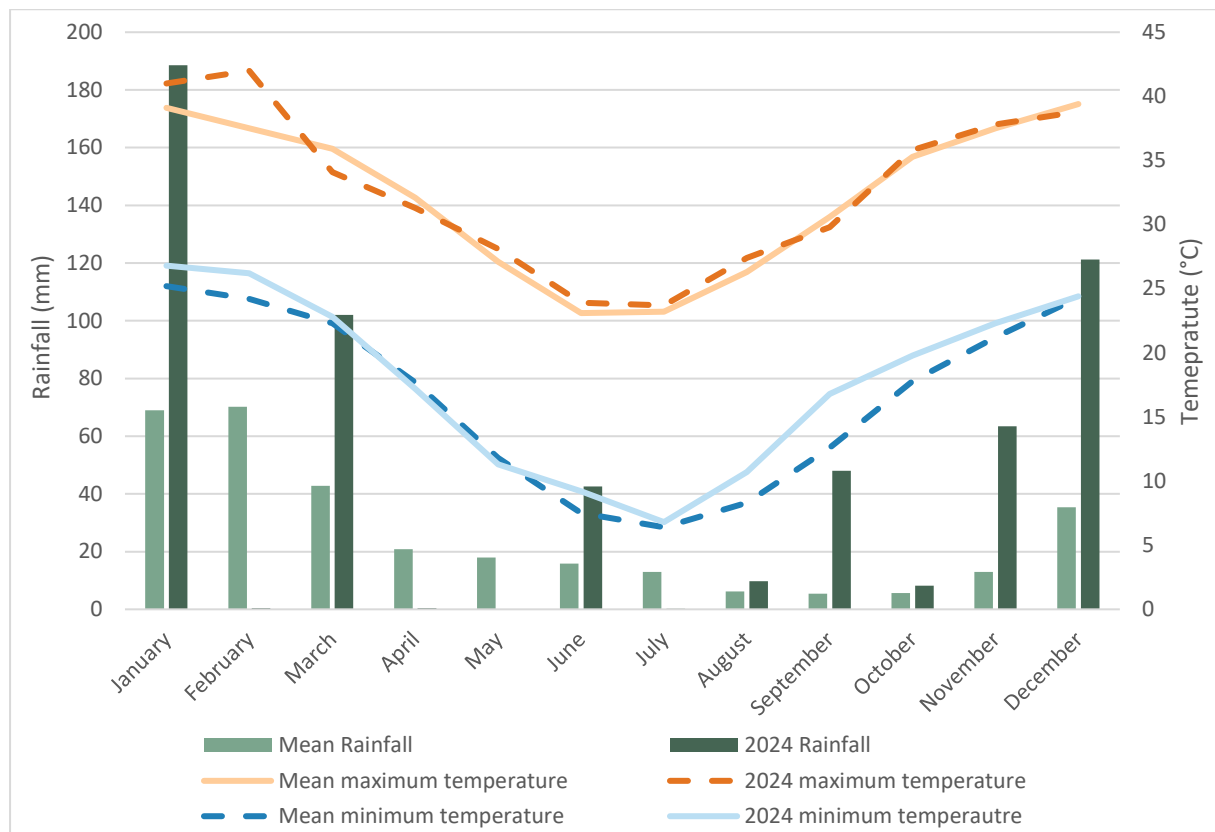 200
180
160
140
120
100
80
60
40
20
0
Rainfall (mm)
45
40
35
30
25
20
15
10
5
0
Temepratute (°C)
January
February
March
April
May
June
July
August
September
October
November
December
Mean Rainfall
2024 Rainfall
Mean maximum temperature
2024 maximum temperature
Mean minimum temperature
2024 minimum temperautre